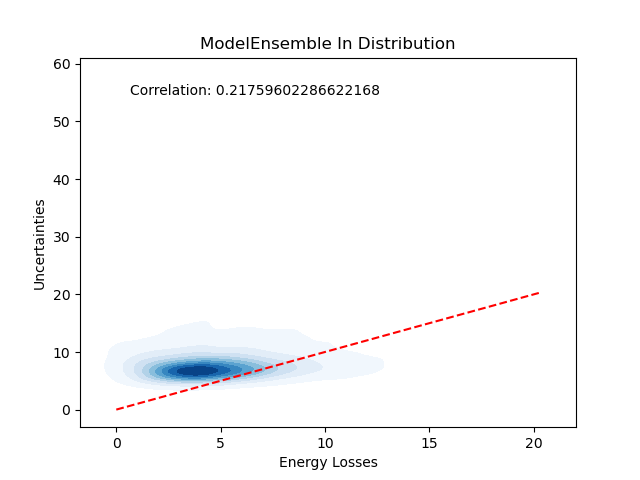 ModelEnsemble In Distribution
Correlation: 0.21759602286622168
60
50
40
30
20
10
0
Uncertainties
0 5 10 15 20
Energy Losses